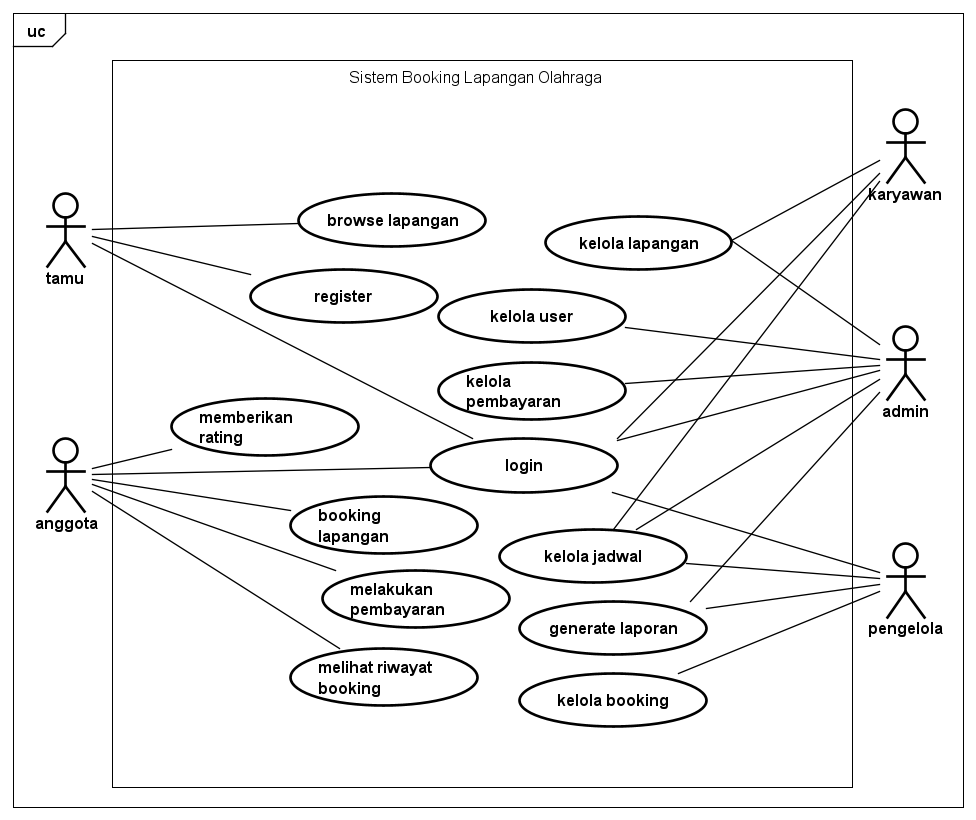 uc
Sistem Booking Lapangan Olahraga
karyawan
tamu
browse lapangan
kelola lapangan
register
kelola user
kelola
pembayaran
admin
memberikan
rating
login
anggota
booking
lapangan
kelola jadwal
melakukan
pembayaran
generate laporan
pengelola
melihat riwayat
booking
kelola booking